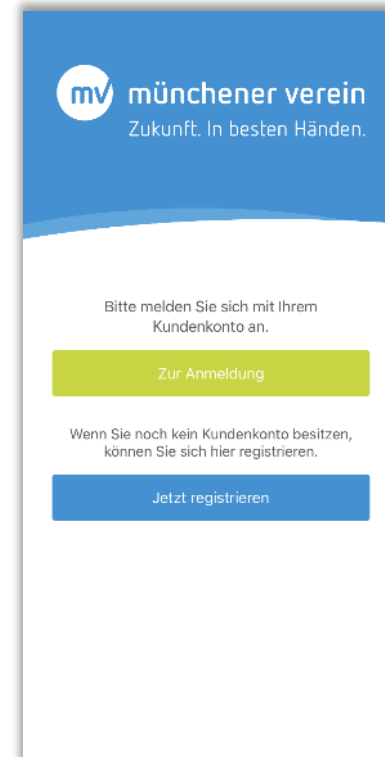 mv münchener verein
Zukunft. In besten Händen.
Bitte melden Sie sich mit Ihrem
Kundenkonto an.
Zur Anmeldung
Wenn Sie noch kein Kundenkonto besitzen,
können Sie sich hier registrieren.
Jetzt registrieren